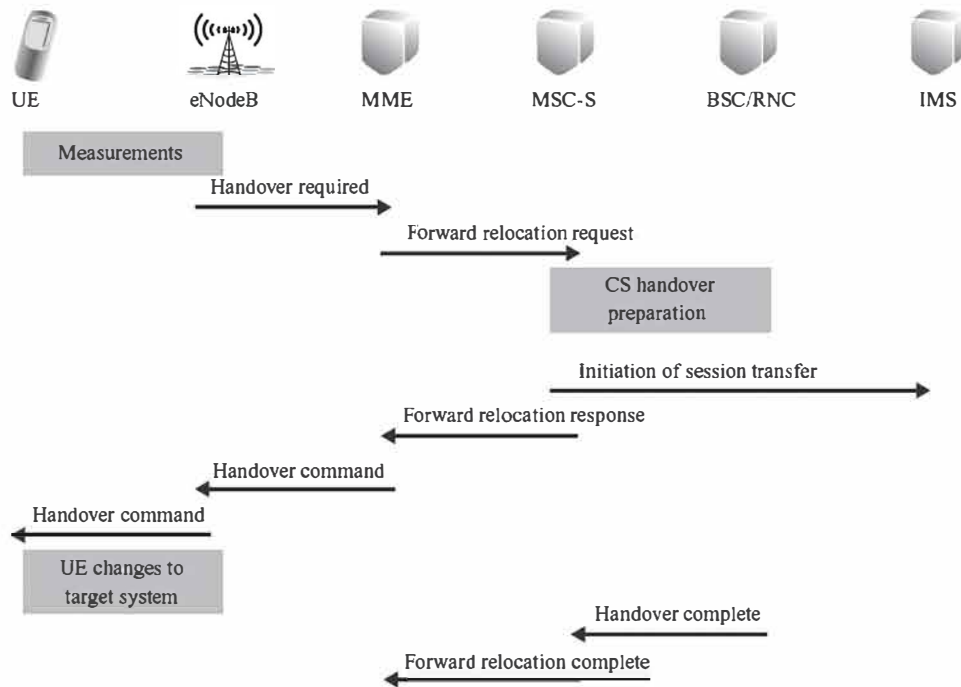 UE
eNodeB
MME
MSC-S
BSC/RNC
IMS
Measurements
Handover required
Forward relocation request
CS handover
preparation
Initiation of session transfer
Forward relocation response
Handover command
Handover command
UE changes to
target system
Handover complete
Forward relocation complete